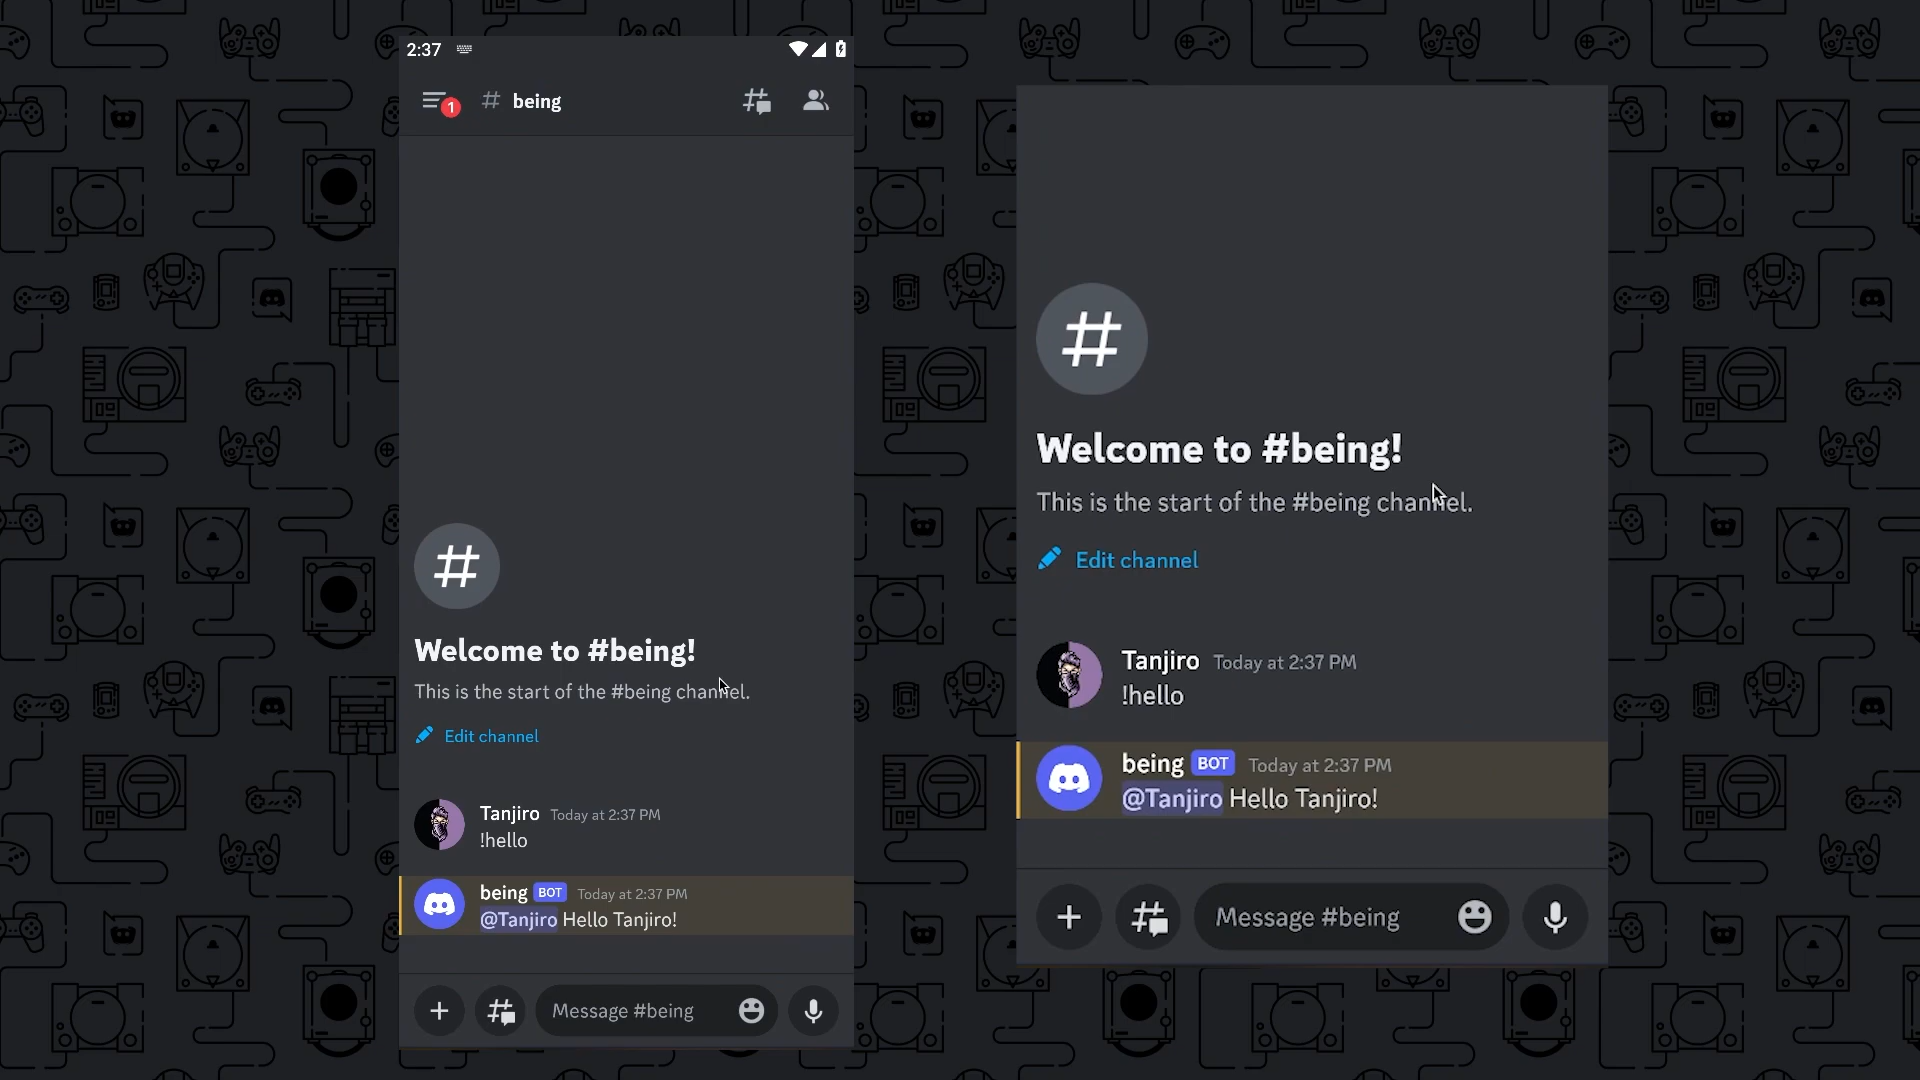 2:37
1
# being
Welcome to #being!
This is the start of the #being channel.
Edit channel
Tanjiro Today at 2:37 PM
!hello
being BOT Today at 2:37 PM
@Tanjiro Hello Tanjiro!
Message #being
Welcome to #being!
This is the start of the #being channel.
Edit channel
Tanjiro Today at 2:37 PM
!hello
being BOT Today at 2:37 PM
@Tanjiro Hello Tanjiro!
Message #being